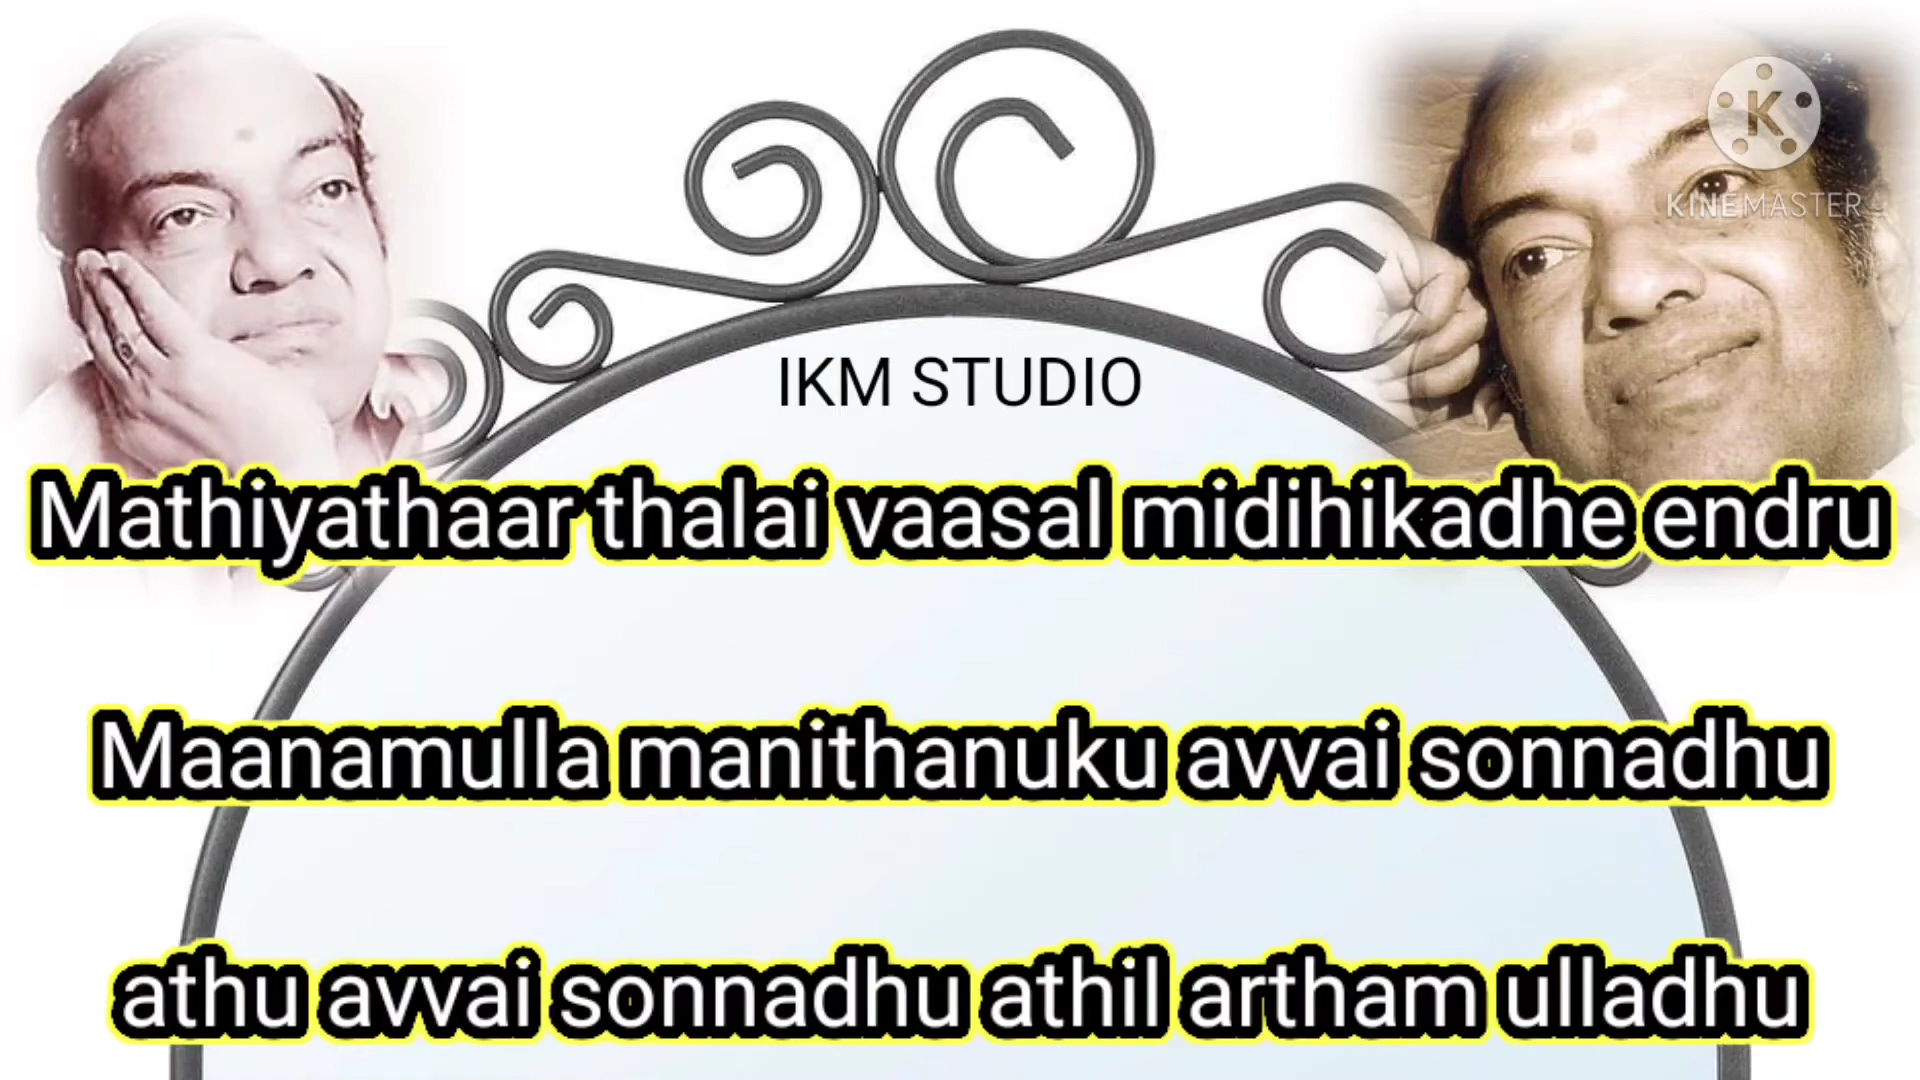 K
KINEMASTER
IKM STUDIO
Mathiyathaar thalai vaasal midihikadhe endru
Maanamulla manithanuku avvai sonnadhu
athu avvai sonnadhu athil artham ulladhu